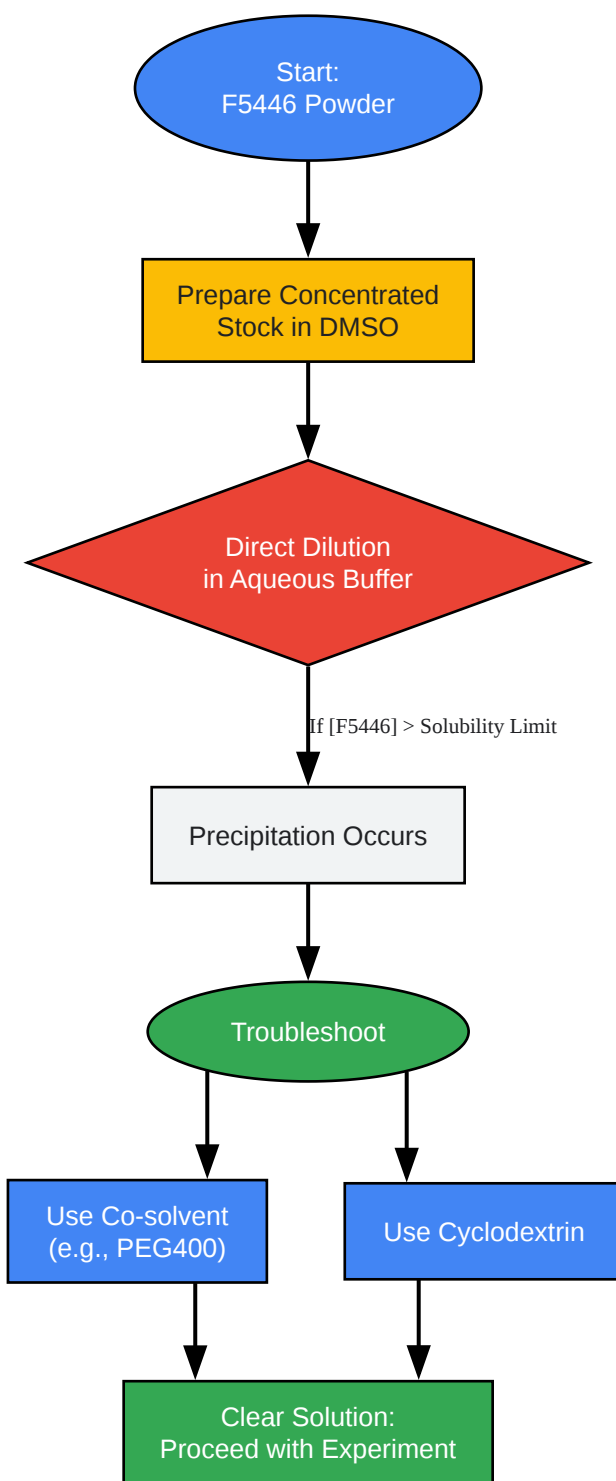 Start:
F5446 Powder
Prepare Concentrated
Stock in DMSO
Direct Dilution
in Aqueous Buffer
If [F5446] > Solubility Limit
Precipitation Occurs
Troubleshoot
Use Co-solvent
(e.g., PEG400)
Use Cyclodextrin
Clear Solution:
Proceed with Experiment